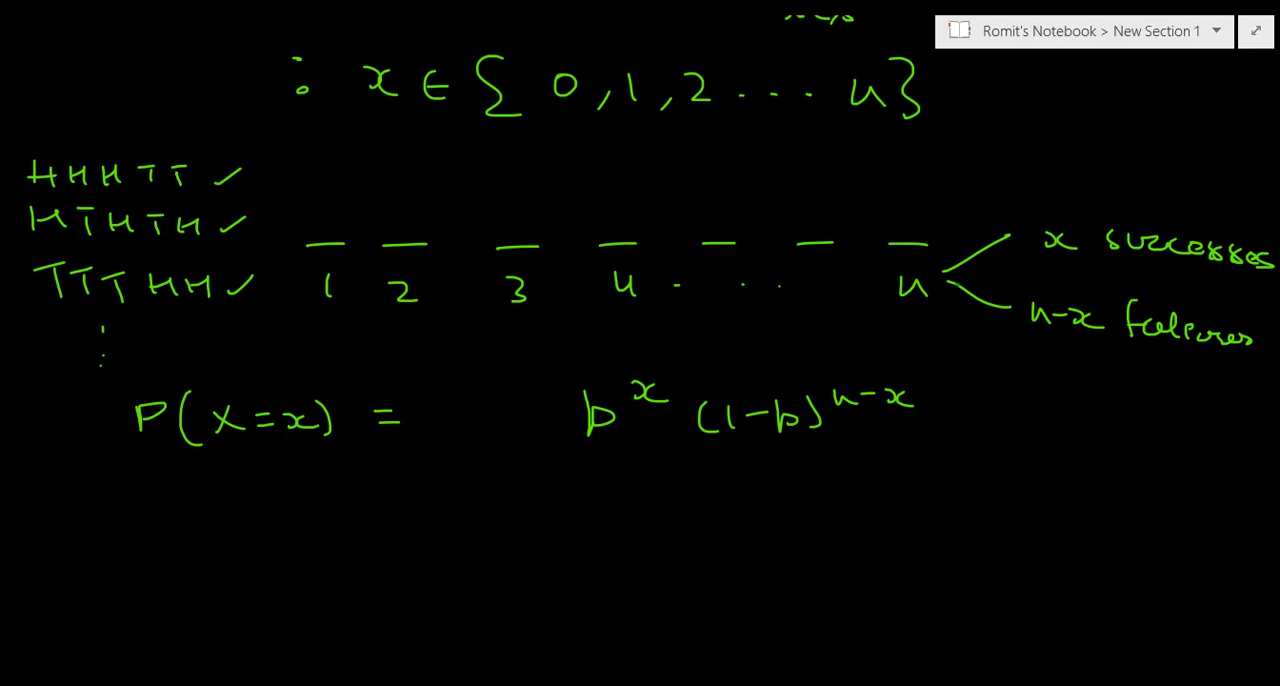 Romit's Notebook > New Section 1
: x ∈ { 0, 1, 2 ... n}
HHHTT ✓
HTHTH ✓
TTTHH ✓
1 2 3 4 . . . n
x successes
n-x failures
⋮
P(X=x) = p^x (1-p)^{n-x}